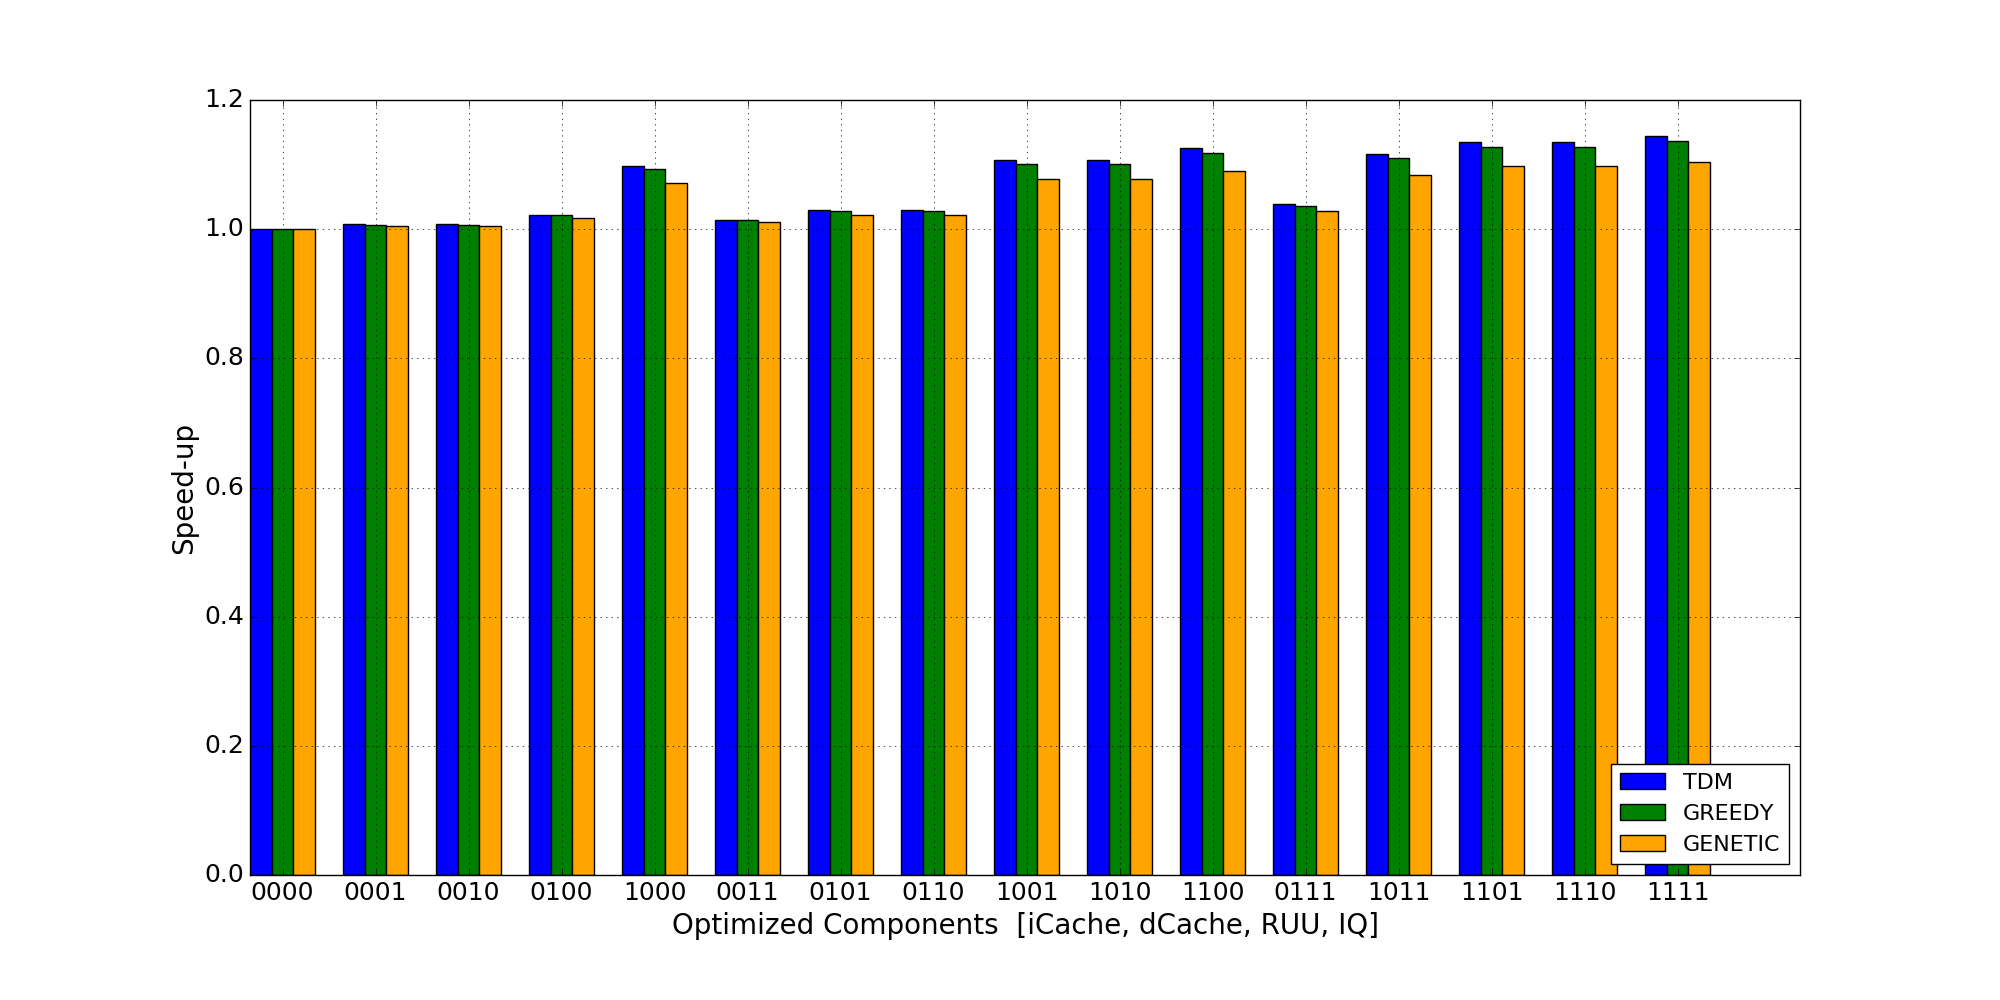 1.2
1.0
0.8
0.6
0.4
0.2
0.0
Speed-up
TDM
GREEDY
GENETIC
0000 0001 0010 0100 1000 0011 0101 0110 1001 1010 1100 0111 1011 1101 1110 1111
Optimized Components [iCache, dCache, RUU, IQ]